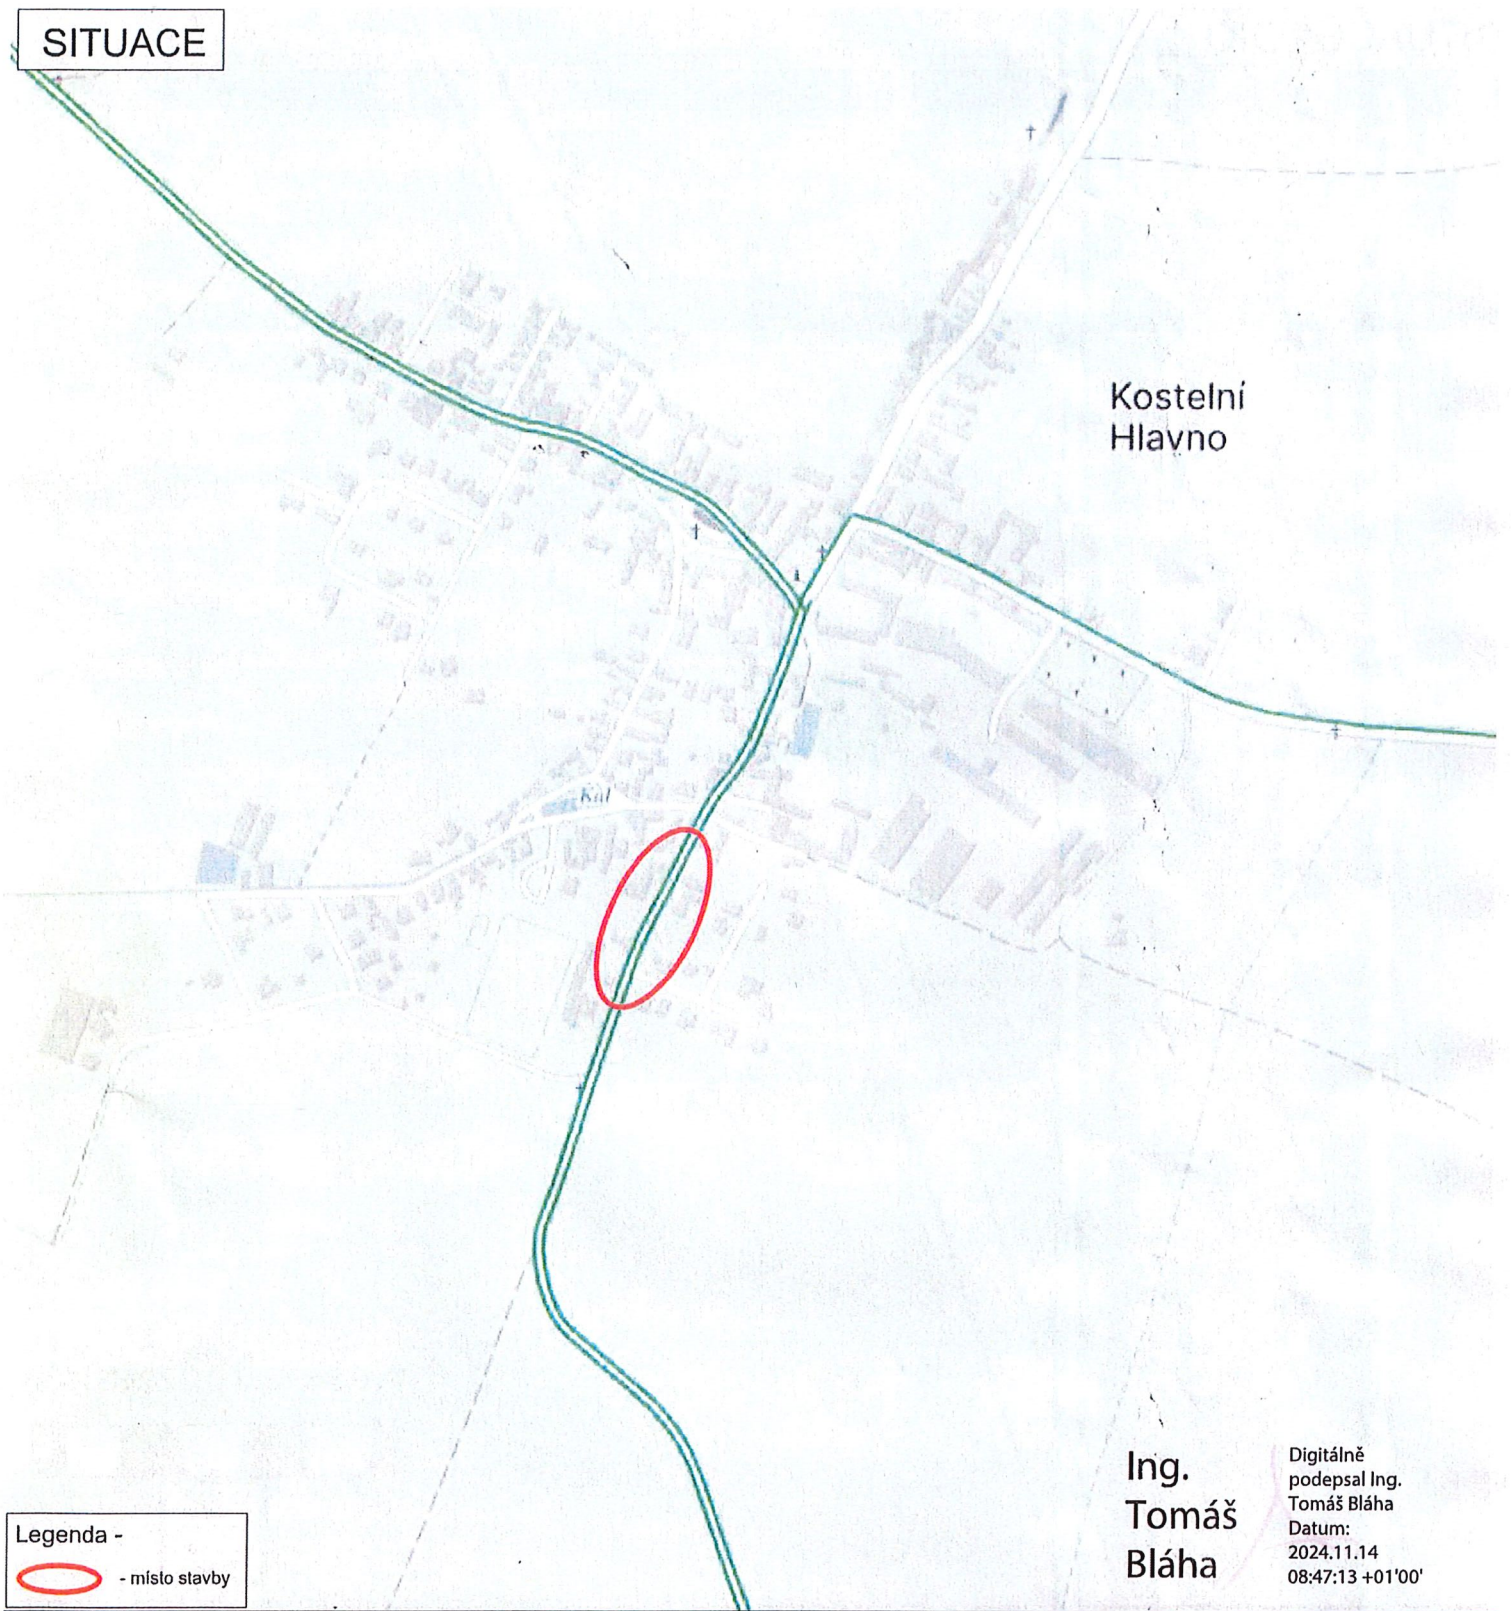 SITUACE
Kostelní
Hlavno
Ing.
Tomáš
Bláha
Digitálně
podepsal Ing.
Tomáš Bláha
Datum:
2024.11.14
08:47:13 +01'00'
Legenda -
- místo stavby